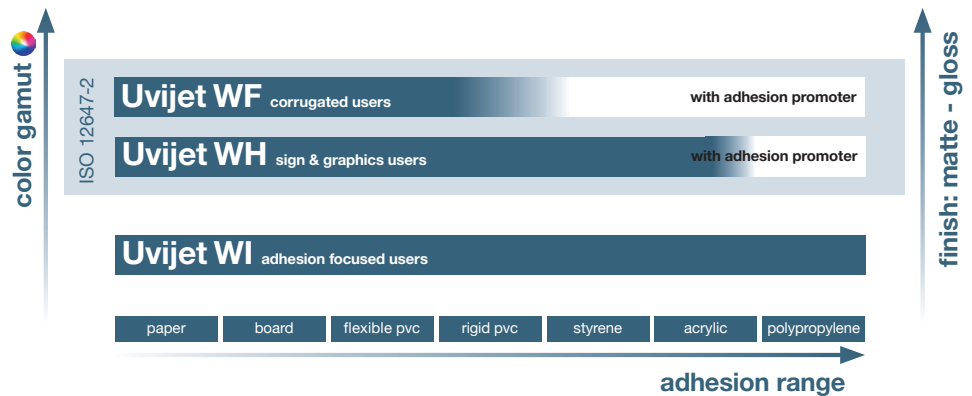 color gamut
ISO 12647-2
Uvijet WF corrugated users
with adhesion promoter
Uvijet WH sign & graphics users
with adhesion promoter
Uvijet WI adhesion focused users
finish: matte - gloss
paper
board
flexible pvc
rigid pvc
styrene
acrylic
polypropylene
adhesion range